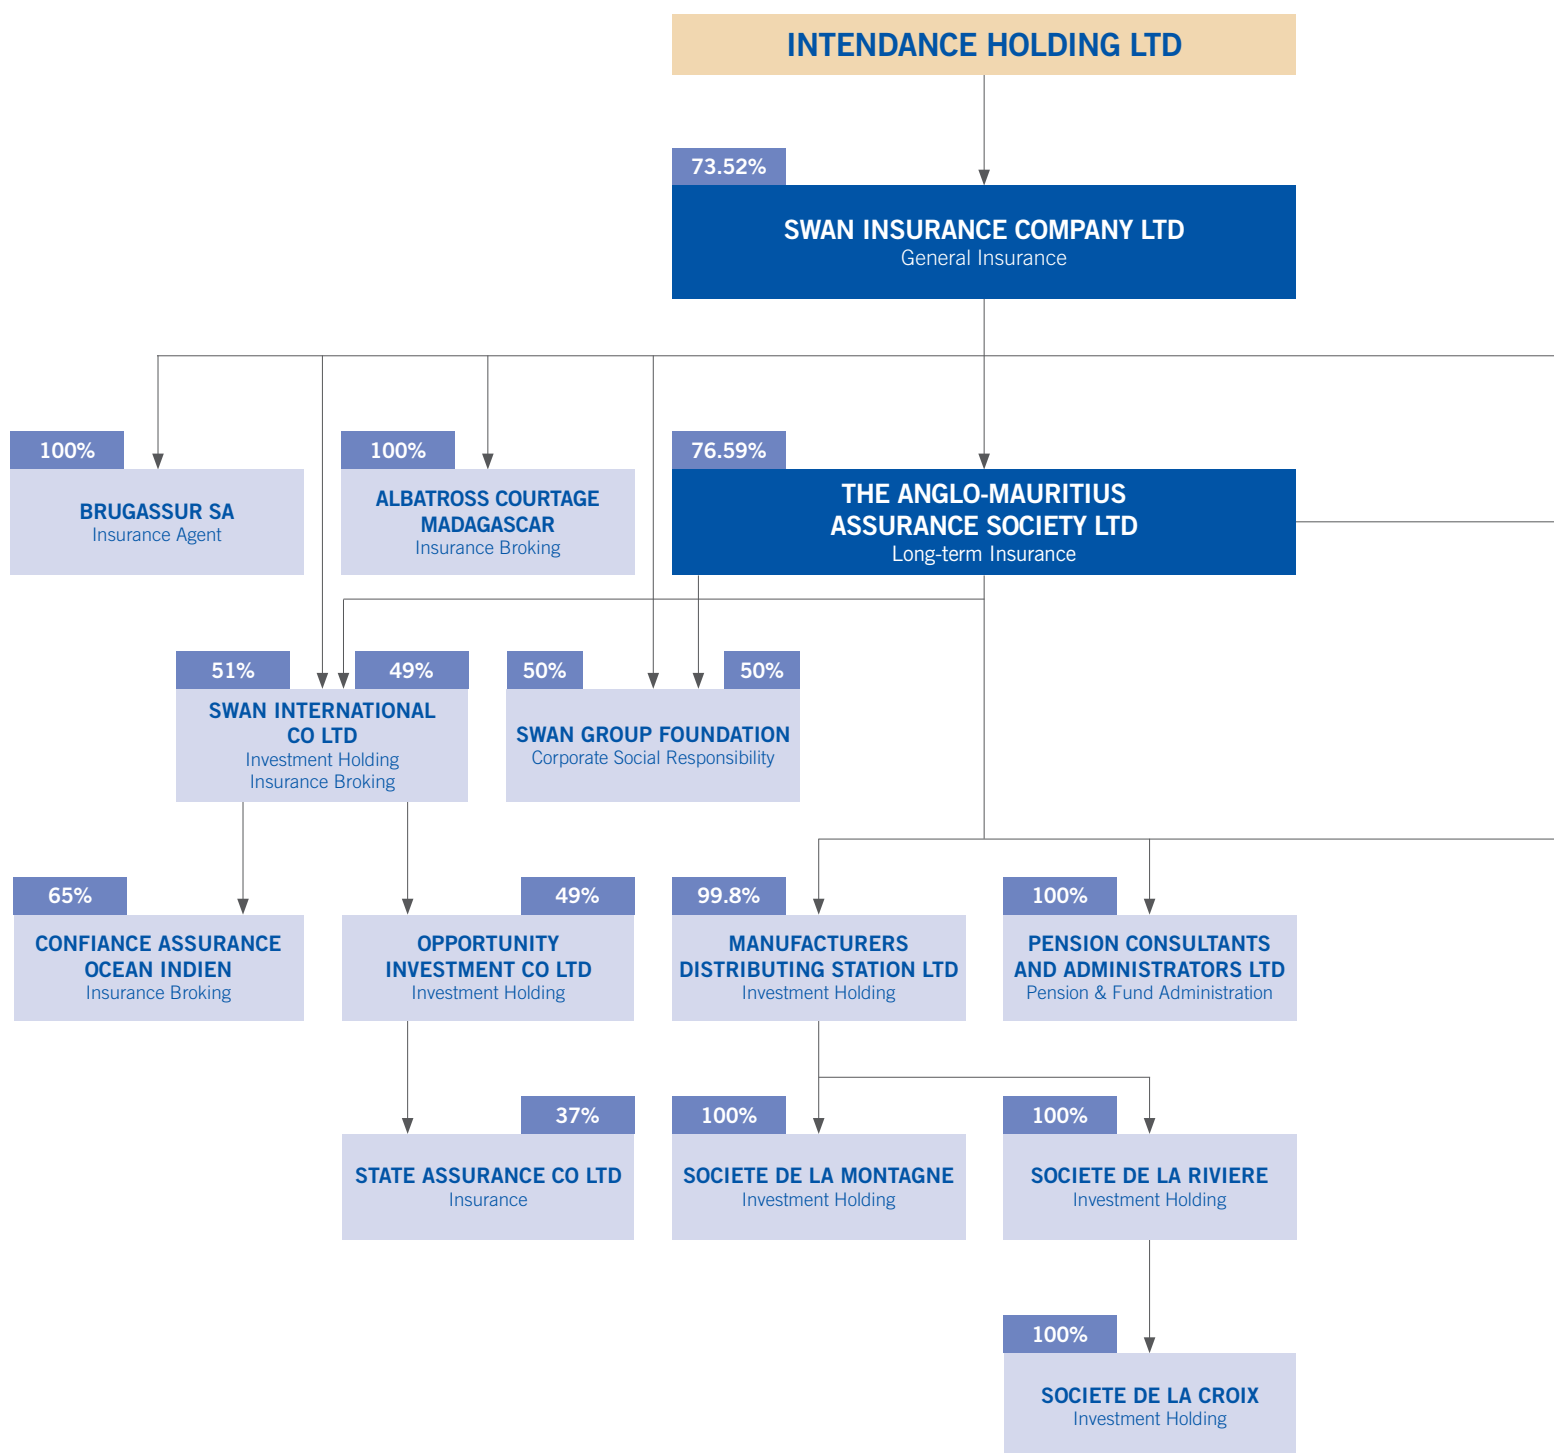 INTENDANCE HOLDING LTD
73.52%
SWAN INSURANCE COMPANY LTD
General Insurance
100%
BRUGASSUR SA
Insurance Agent
100%
ALBATROSS COURTAGE
MADAGASCAR
Insurance Broking
76.59%
THE ANGLO-MAURITIUS
ASSURANCE SOCIETY LTD
Long-term Insurance
51%
49%
SWAN INTERNATIONAL
CO LTD
Investment Holding
Insurance Broking
50%
50%
SWAN GROUP FOUNDATION
Corporate Social Responsibility
65%
CONFIANCE ASSURANCE
OCEAN INDIEN
Insurance Broking
49%
OPPORTUNITY
INVESTMENT CO LTD
Investment Holding
99.8%
MANUFACTURERS
DISTRIBUTING STATION LTD
Investment Holding
100%
PENSION CONSULTANTS
AND ADMINISTRATORS LTD
Pension & Fund Administration
37%
STATE ASSURANCE CO LTD
Insurance
100%
SOCIETE DE LA MONTAGNE
Investment Holding
100%
SOCIETE DE LA RIVIERE
Investment Holding
100%
SOCIETE DE LA CROIX
Investment Holding